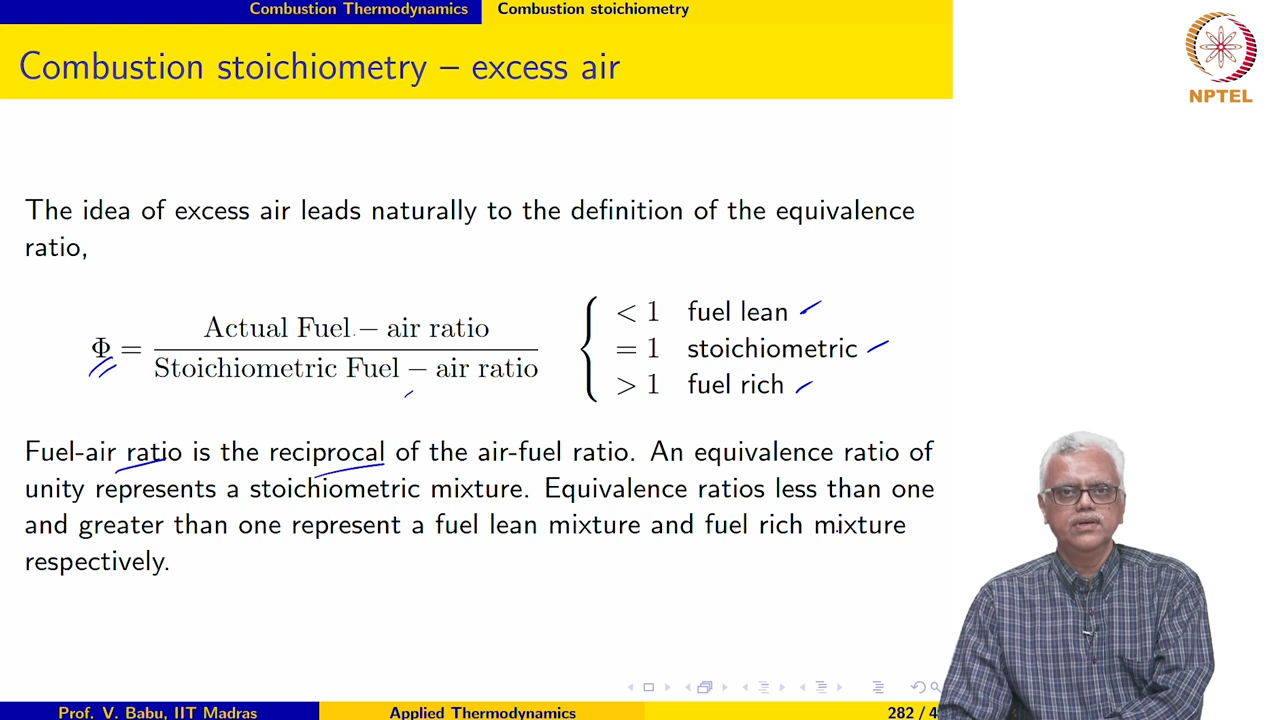 Combustion Thermodynamics Combustion stoichiometry
Combustion stoichiometry – excess air
NPTEL
The idea of excess air leads naturally to the definition of the equivalence
ratio,
Φ = Actual Fuel − air ratio / Stoichiometric Fuel − air ratio
< 1 fuel lean
= 1 stoichiometric
> 1 fuel rich
Fuel-air ratio is the reciprocal of the air-fuel ratio. An equivalence ratio of
unity represents a stoichiometric mixture. Equivalence ratios less than one
and greater than one represent a fuel lean mixture and fuel rich mixture
respectively.
Prof. V. Babu, IIT Madras Applied Thermodynamics 282 / 4